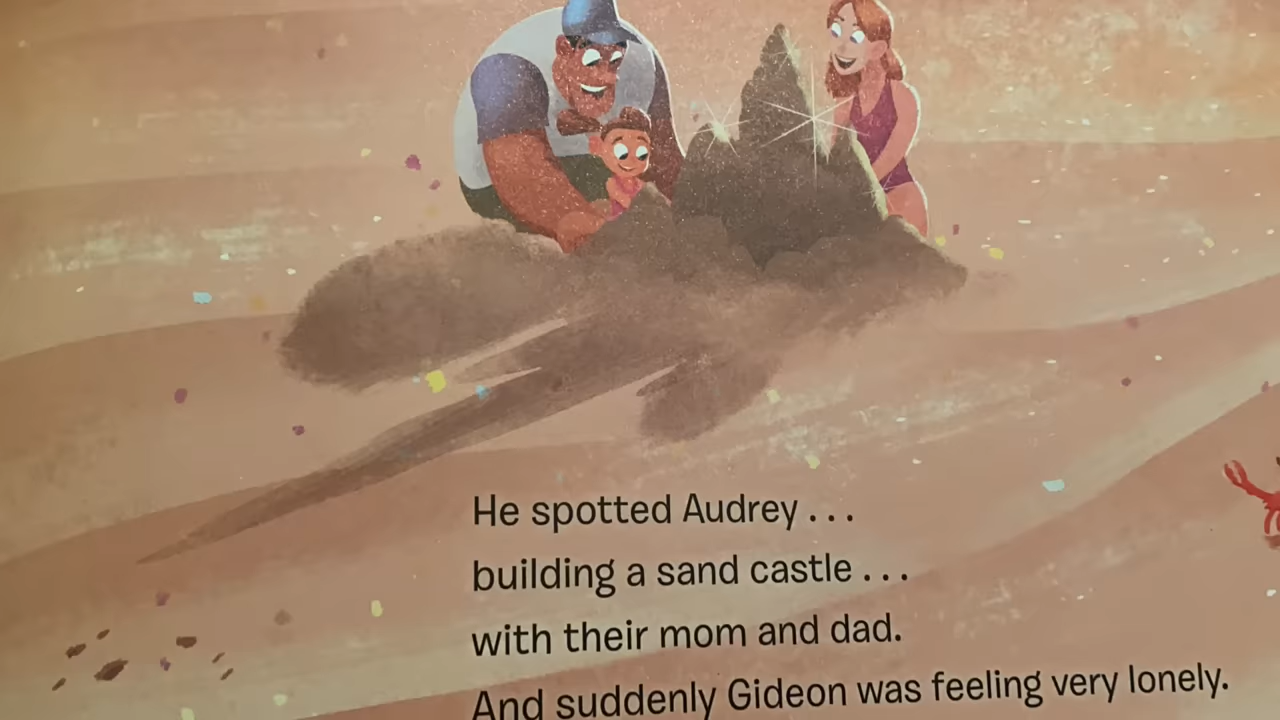 He spotted Audrey . . .
building a sand castle . . .
with their mom and dad.
And suddenly Gideon was feeling very lonely.